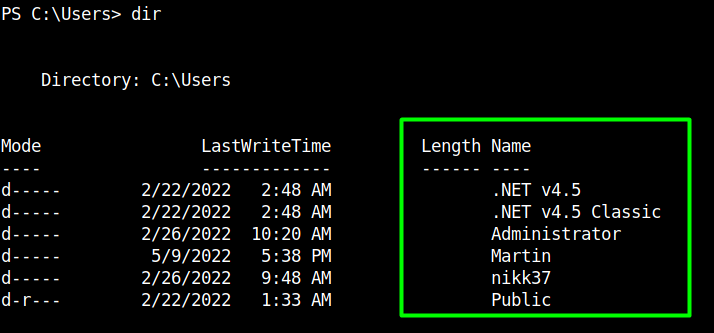 PS C:\Users> dir
Directory: C:\Users
Mode LastWriteTime Length Name
---- ------------- ------ ----
d----- 2/22/2022 2:48 AM .NET v4.5
d----- 2/22/2022 2:48 AM .NET v4.5 Classic
d----- 2/26/2022 10:20 AM Administrator
d----- 5/9/2022 5:38 PM Martin
d----- 2/26/2022 9:48 AM nikk37
d-r--- 2/22/2022 1:33 AM Public